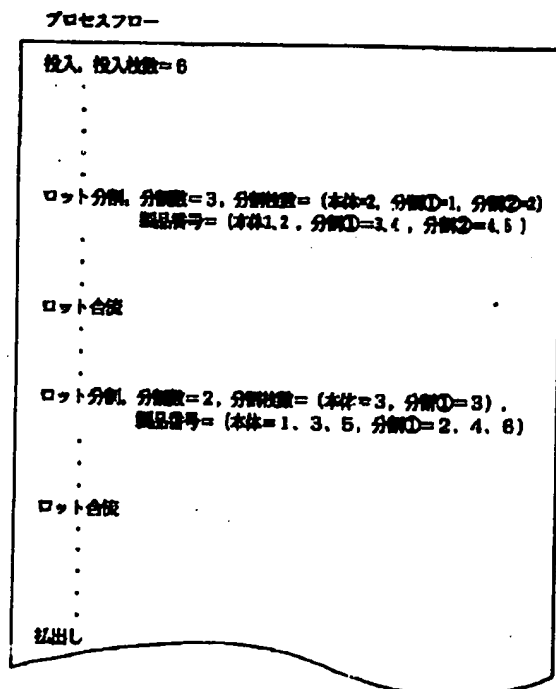 プロセスフロー
投入, 投入枚数=6
ロット分割, 分割数=3, 分割枚数= (本体=2, 分割①=1, 分割②=2)
製品番号= (本体1,2, 分割①=3,4, 分割②=4,5)
ロット合流
ロット分割, 分割数=2, 分割枚数= (本体=3, 分割①=3),
製品番号= (本体=1、3、5, 分割①=2、4、6)
ロット合流
払出し